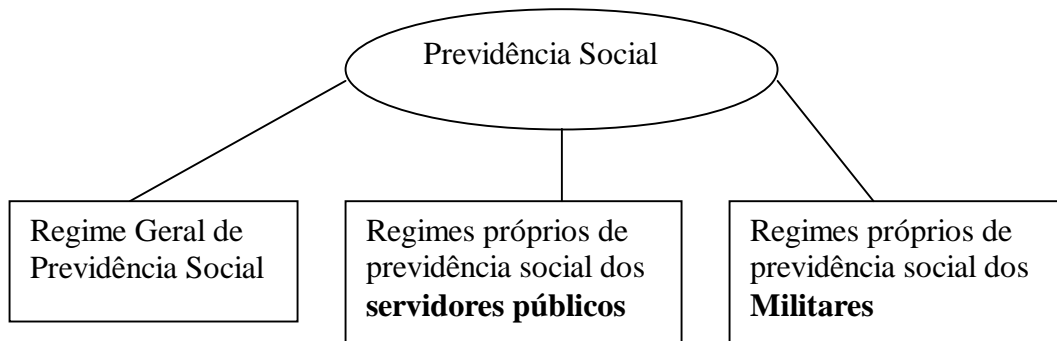 Previdência Social
Regime Geral de
Previdência Social
Regimes próprios de
previdência social dos
servidores públicos
Regimes próprios de
previdência social dos
Militares